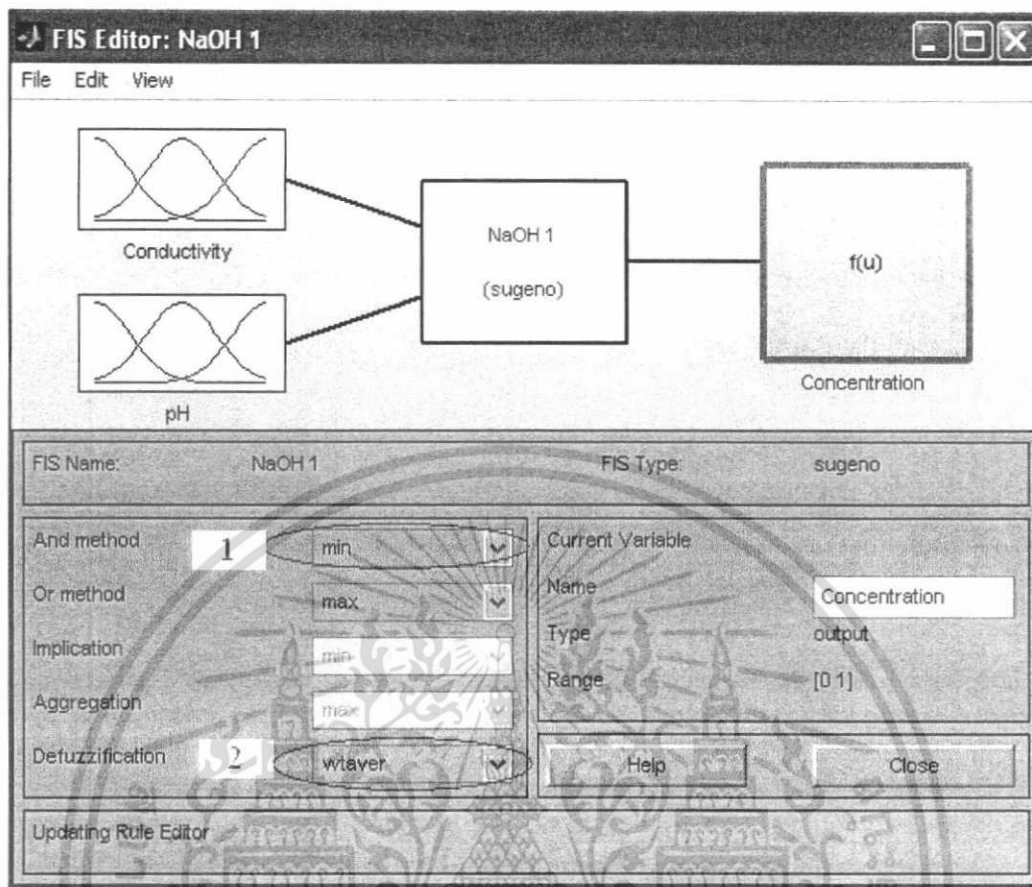 FIS Editor: NaOH 1
File Edit View
Conductivity
pH
NaOH 1
(sugeno)
f(u)
Concentration
FIS Name: NaOH 1 FIS Type: sugeno
And method 1 min
Or method max
Implication min
Aggregation max
Defuzzification 2 wtaver
Current Variable
Name Concentration
Type output
Range [0 1]
Help Close
Updating Rule Editor